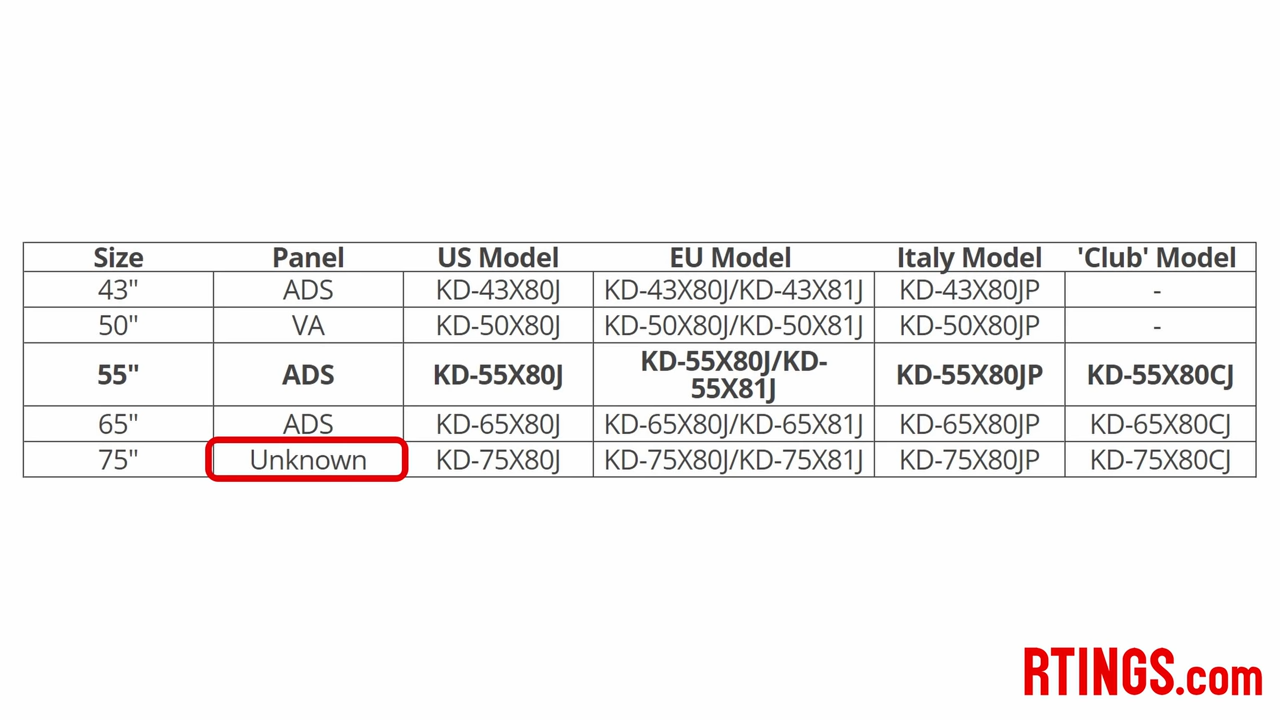 Size Panel US Model EU Model Italy Model 'Club' Model
43" ADS KD-43X80J KD-43X80J/KD-43X81J KD-43X80JP -
50" VA KD-50X80J KD-50X80J/KD-50X81J KD-50X80JP -
55" ADS KD-55X80J KD-55X80J/KD-
55X81J KD-55X80JP KD-55X80CJ
65" ADS KD-65X80J KD-65X80J/KD-65X81J KD-65X80JP KD-65X80CJ
75" Unknown KD-75X80J KD-75X80J/KD-75X81J KD-75X80JP KD-75X80CJ
RTINGS.com